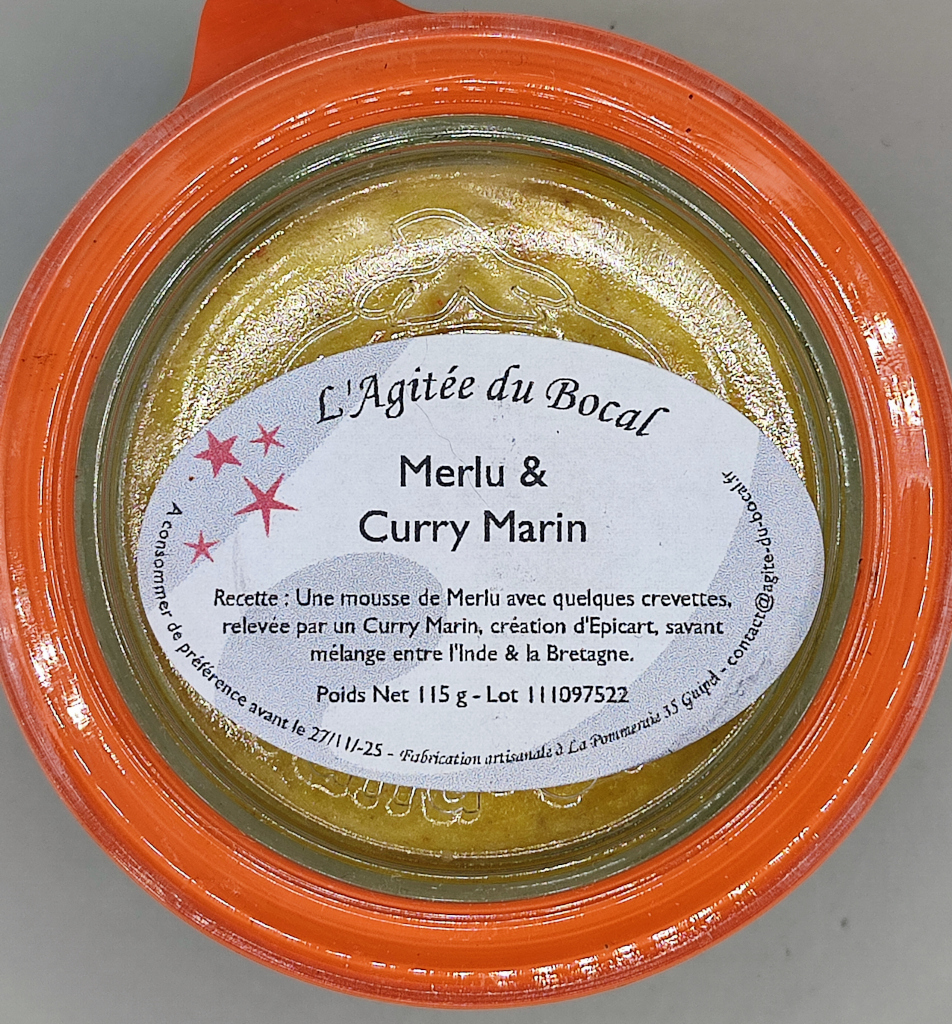 L'Agitée du Bocal
Merlu &
Curry Marin
Recette : Une mousse de Merlu avec quelques crevettes,
relevée par un Curry Marin, création d'Epicart, savant
mélange entre l'Inde & la Bretagne.
Poids Net 115 g - Lot 111097522
A consommer de préférence avant le 27/11/-25 - Fabrication artisanale à La Pommeraie 35 Guipel - contact@agite-du-bocal.fr